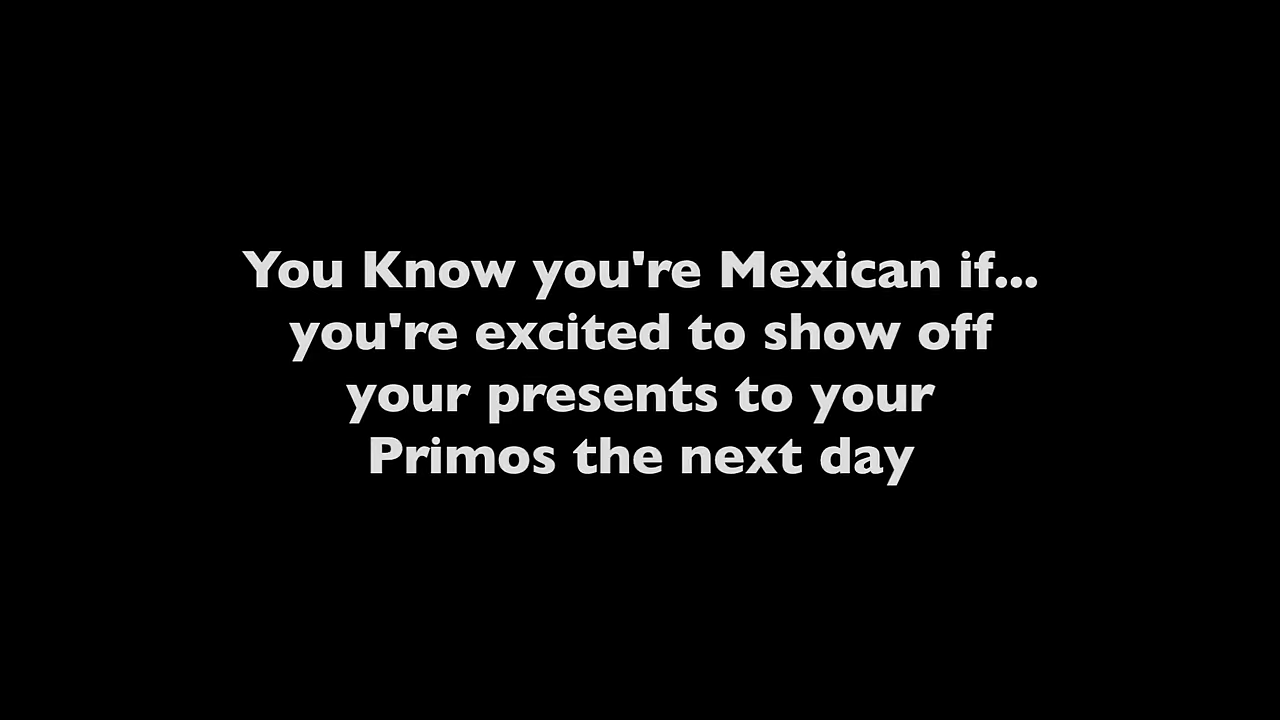 You Know you're Mexican if...
you're excited to show off
your presents to your
Primos the next day